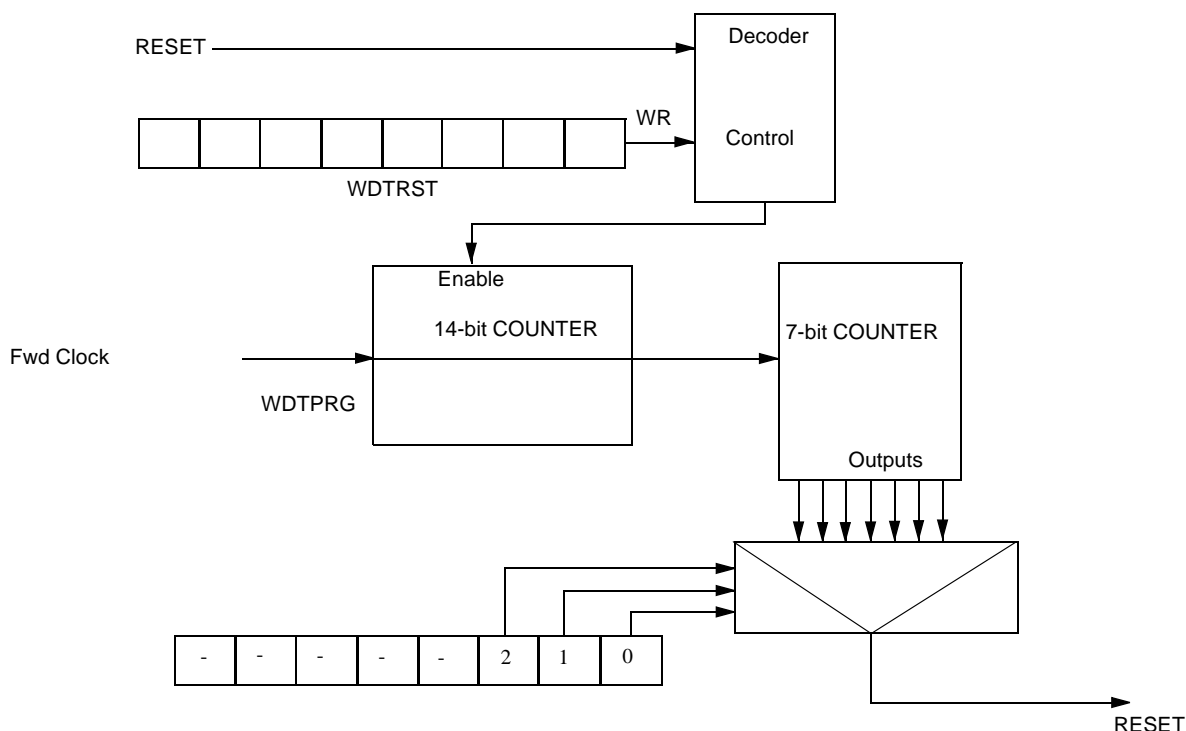 Decoder
RESET
WR
Control
WDTRST
Enable
14-bit COUNTER
7-bit COUNTER
Fwd Clock
WDTPRG
Outputs
- - - - - 2 1 0
RESET